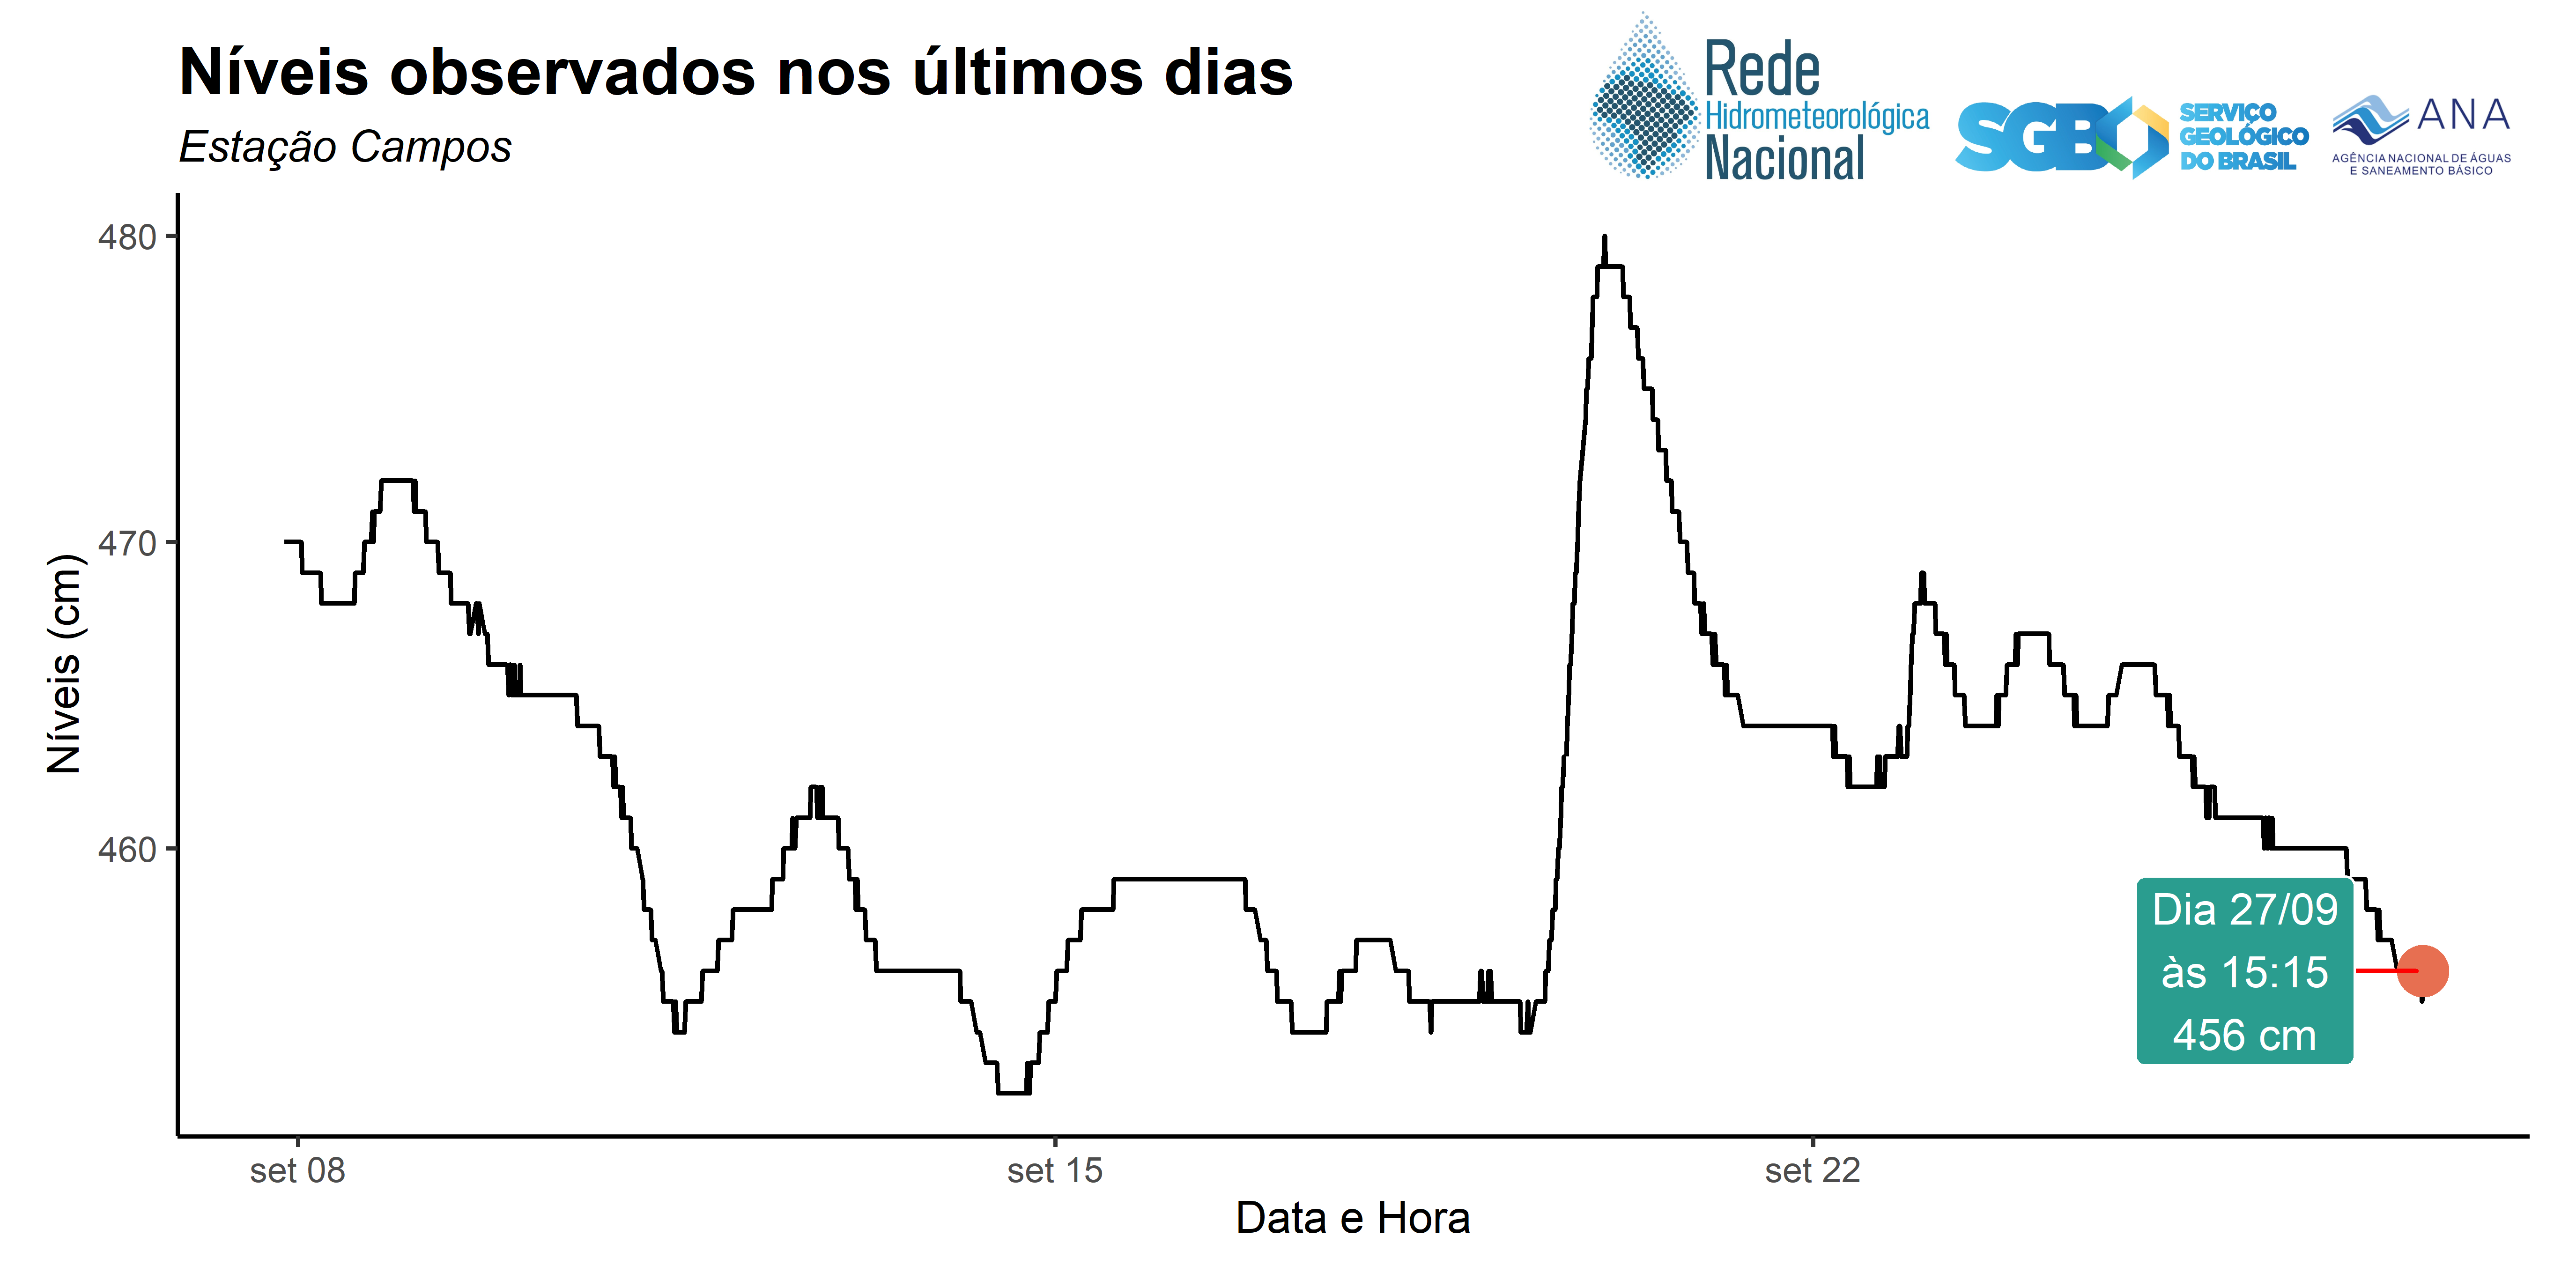 Níveis observados nos últimos dias
Estação Campos
Rede
Hidrometeorológica
Nacional
SGB
SERVIÇO
GEOLÓGICO
DO BRASIL
ANA
AGÊNCIA NACIONAL DE ÁGUAS
E SANEAMENTO BÁSICO
480
470
460
Níveis (cm)
Dia 27/09
às 15:15
456 cm
set 08
set 15
set 22
Data e Hora